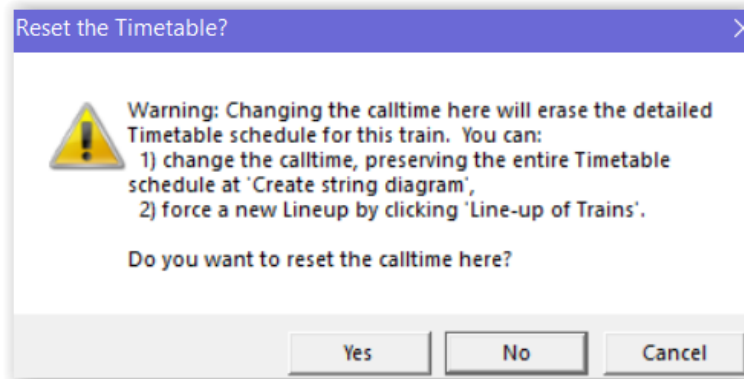 Reset the Timetable?
Warning: Changing the calltime here will erase the detailed
Timetable schedule for this train.  You can:
1) change the calltime, preserving the entire Timetable
schedule at 'Create string diagram',
2) force a new Lineup by clicking 'Line-up of Trains'.
Do you want to reset the calltime here?
Yes No Cancel